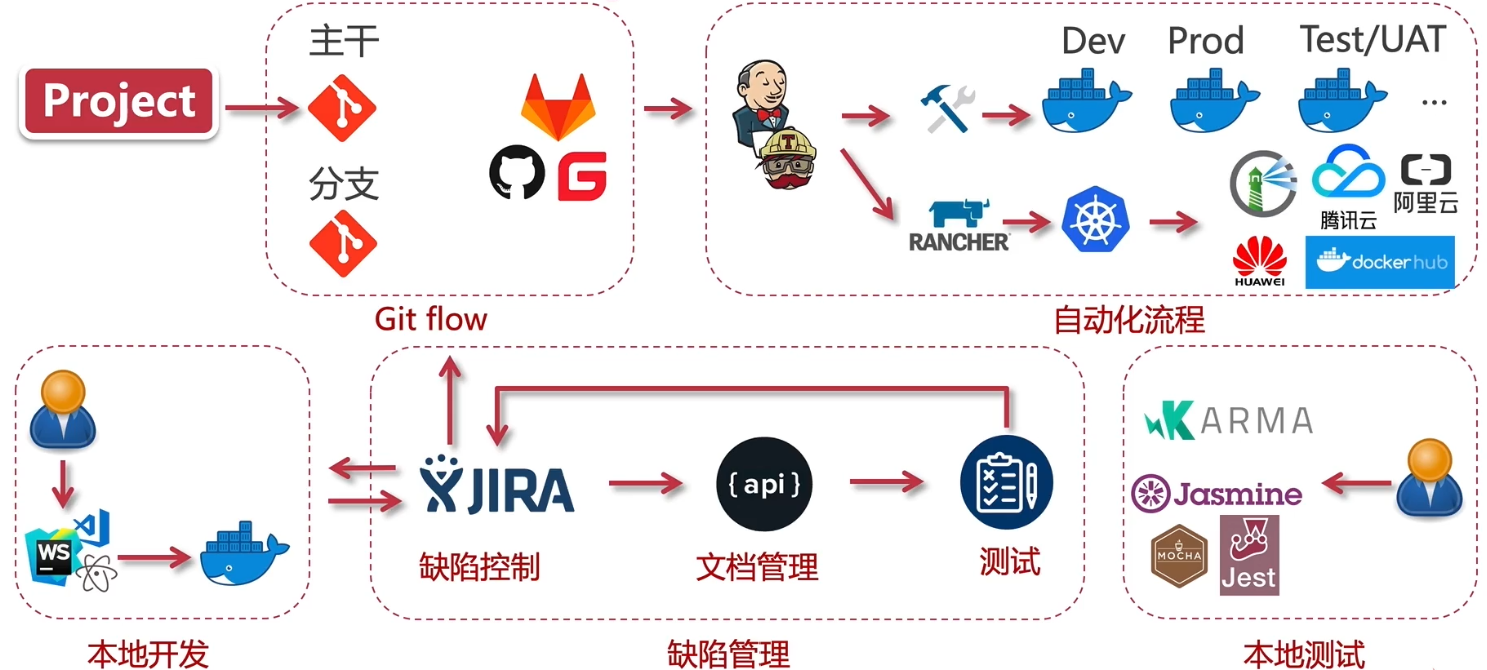 Project
主干
分支
Git flow
T
Dev
Prod
Test/UAT
...
RANCHER
腾讯云
阿里云
HUAWEI
dockerhub
自动化流程
WS
本地开发
JIRA
缺陷控制
{api}
文档管理
测试
缺陷管理
KARMA
Jasmine
MOCHA
Jest
本地测试